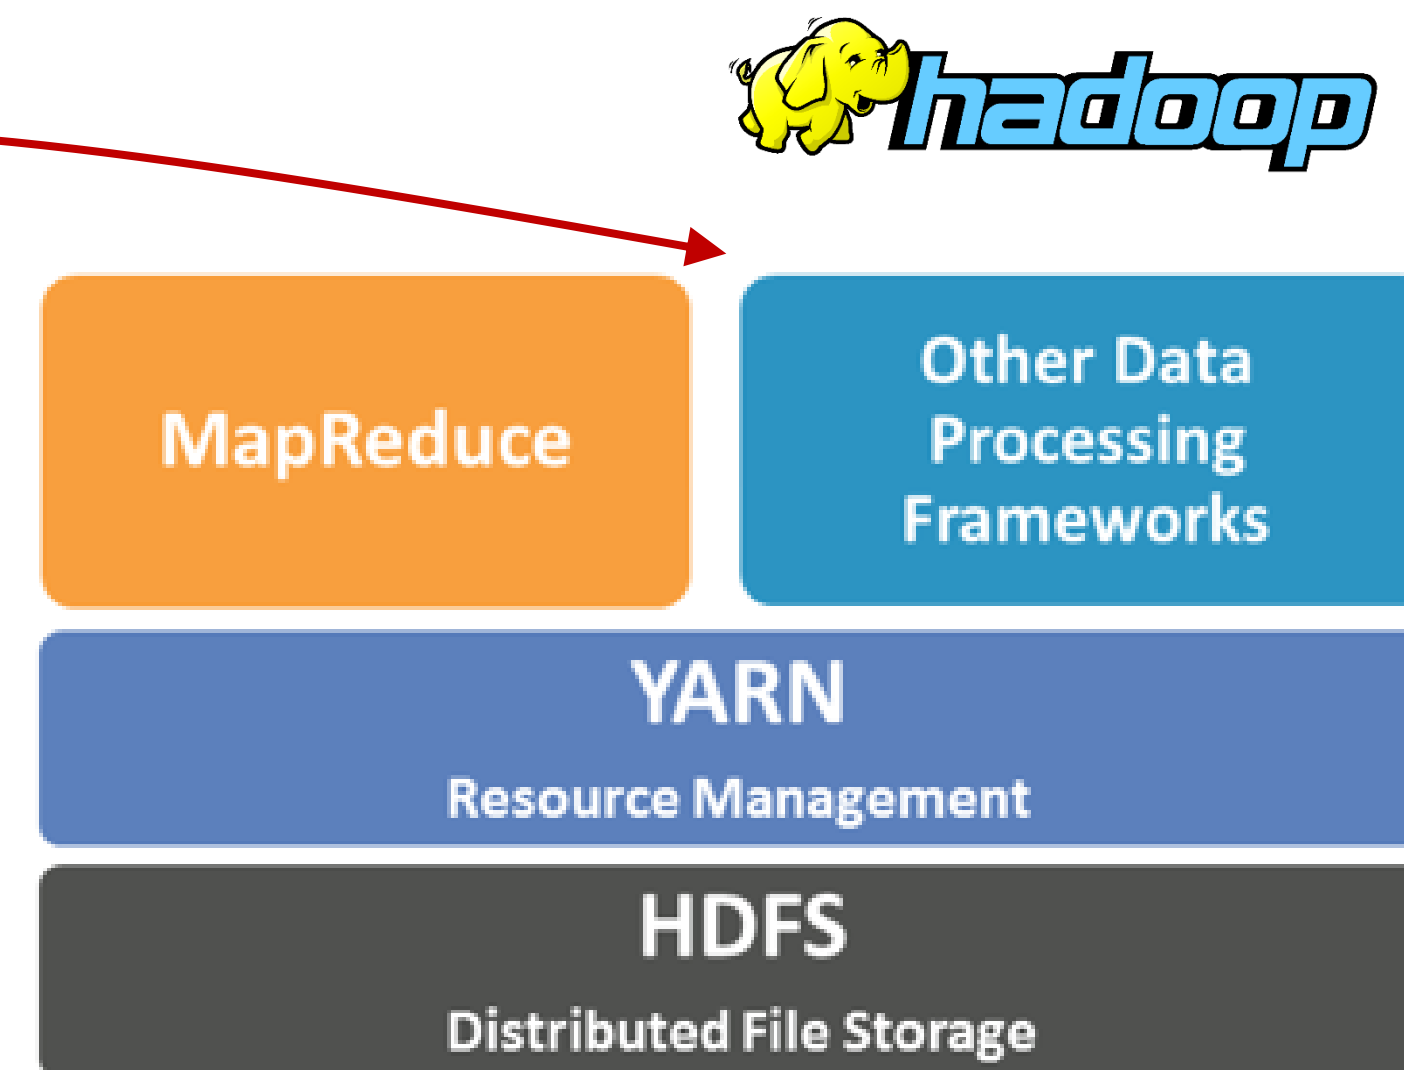 hadoop
MapReduce
Other Data
Processing
Frameworks
YARN
Resource Management
HDFS
Distributed File Storage